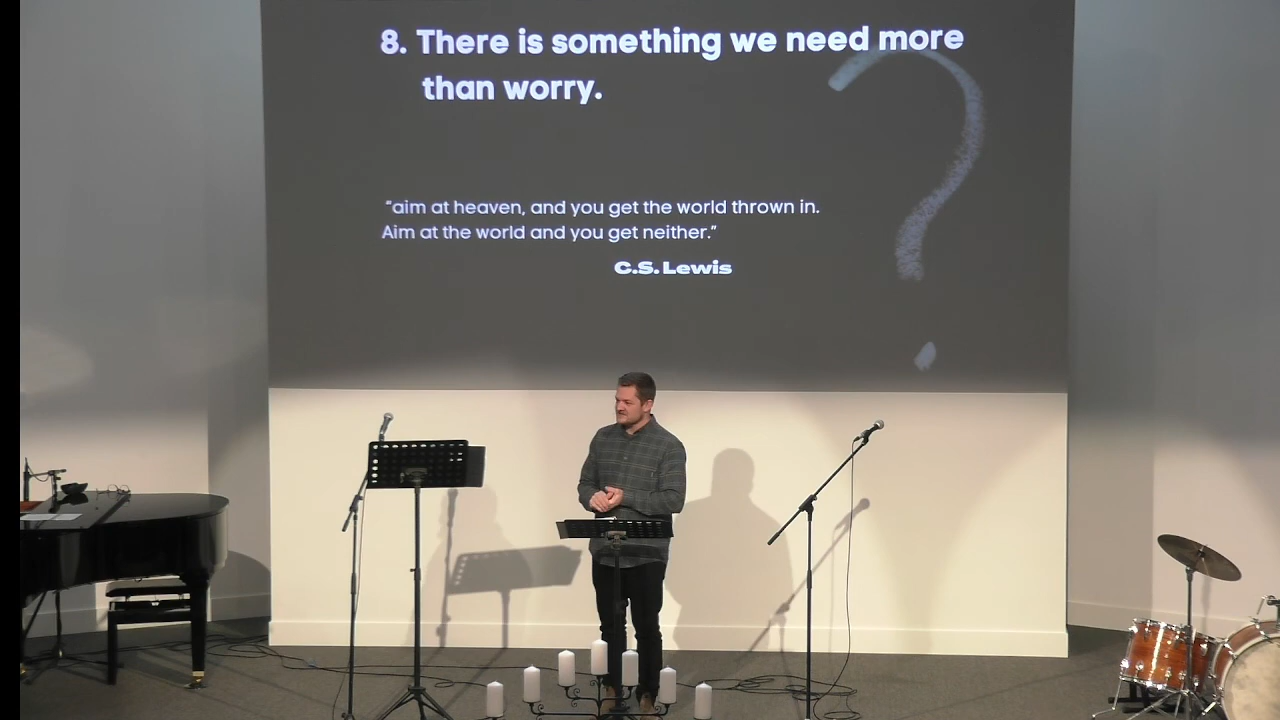 8. There is something we need more
than worry.
"aim at heaven, and you get the world thrown in.
Aim at the world and you get neither."
C.S. Lewis